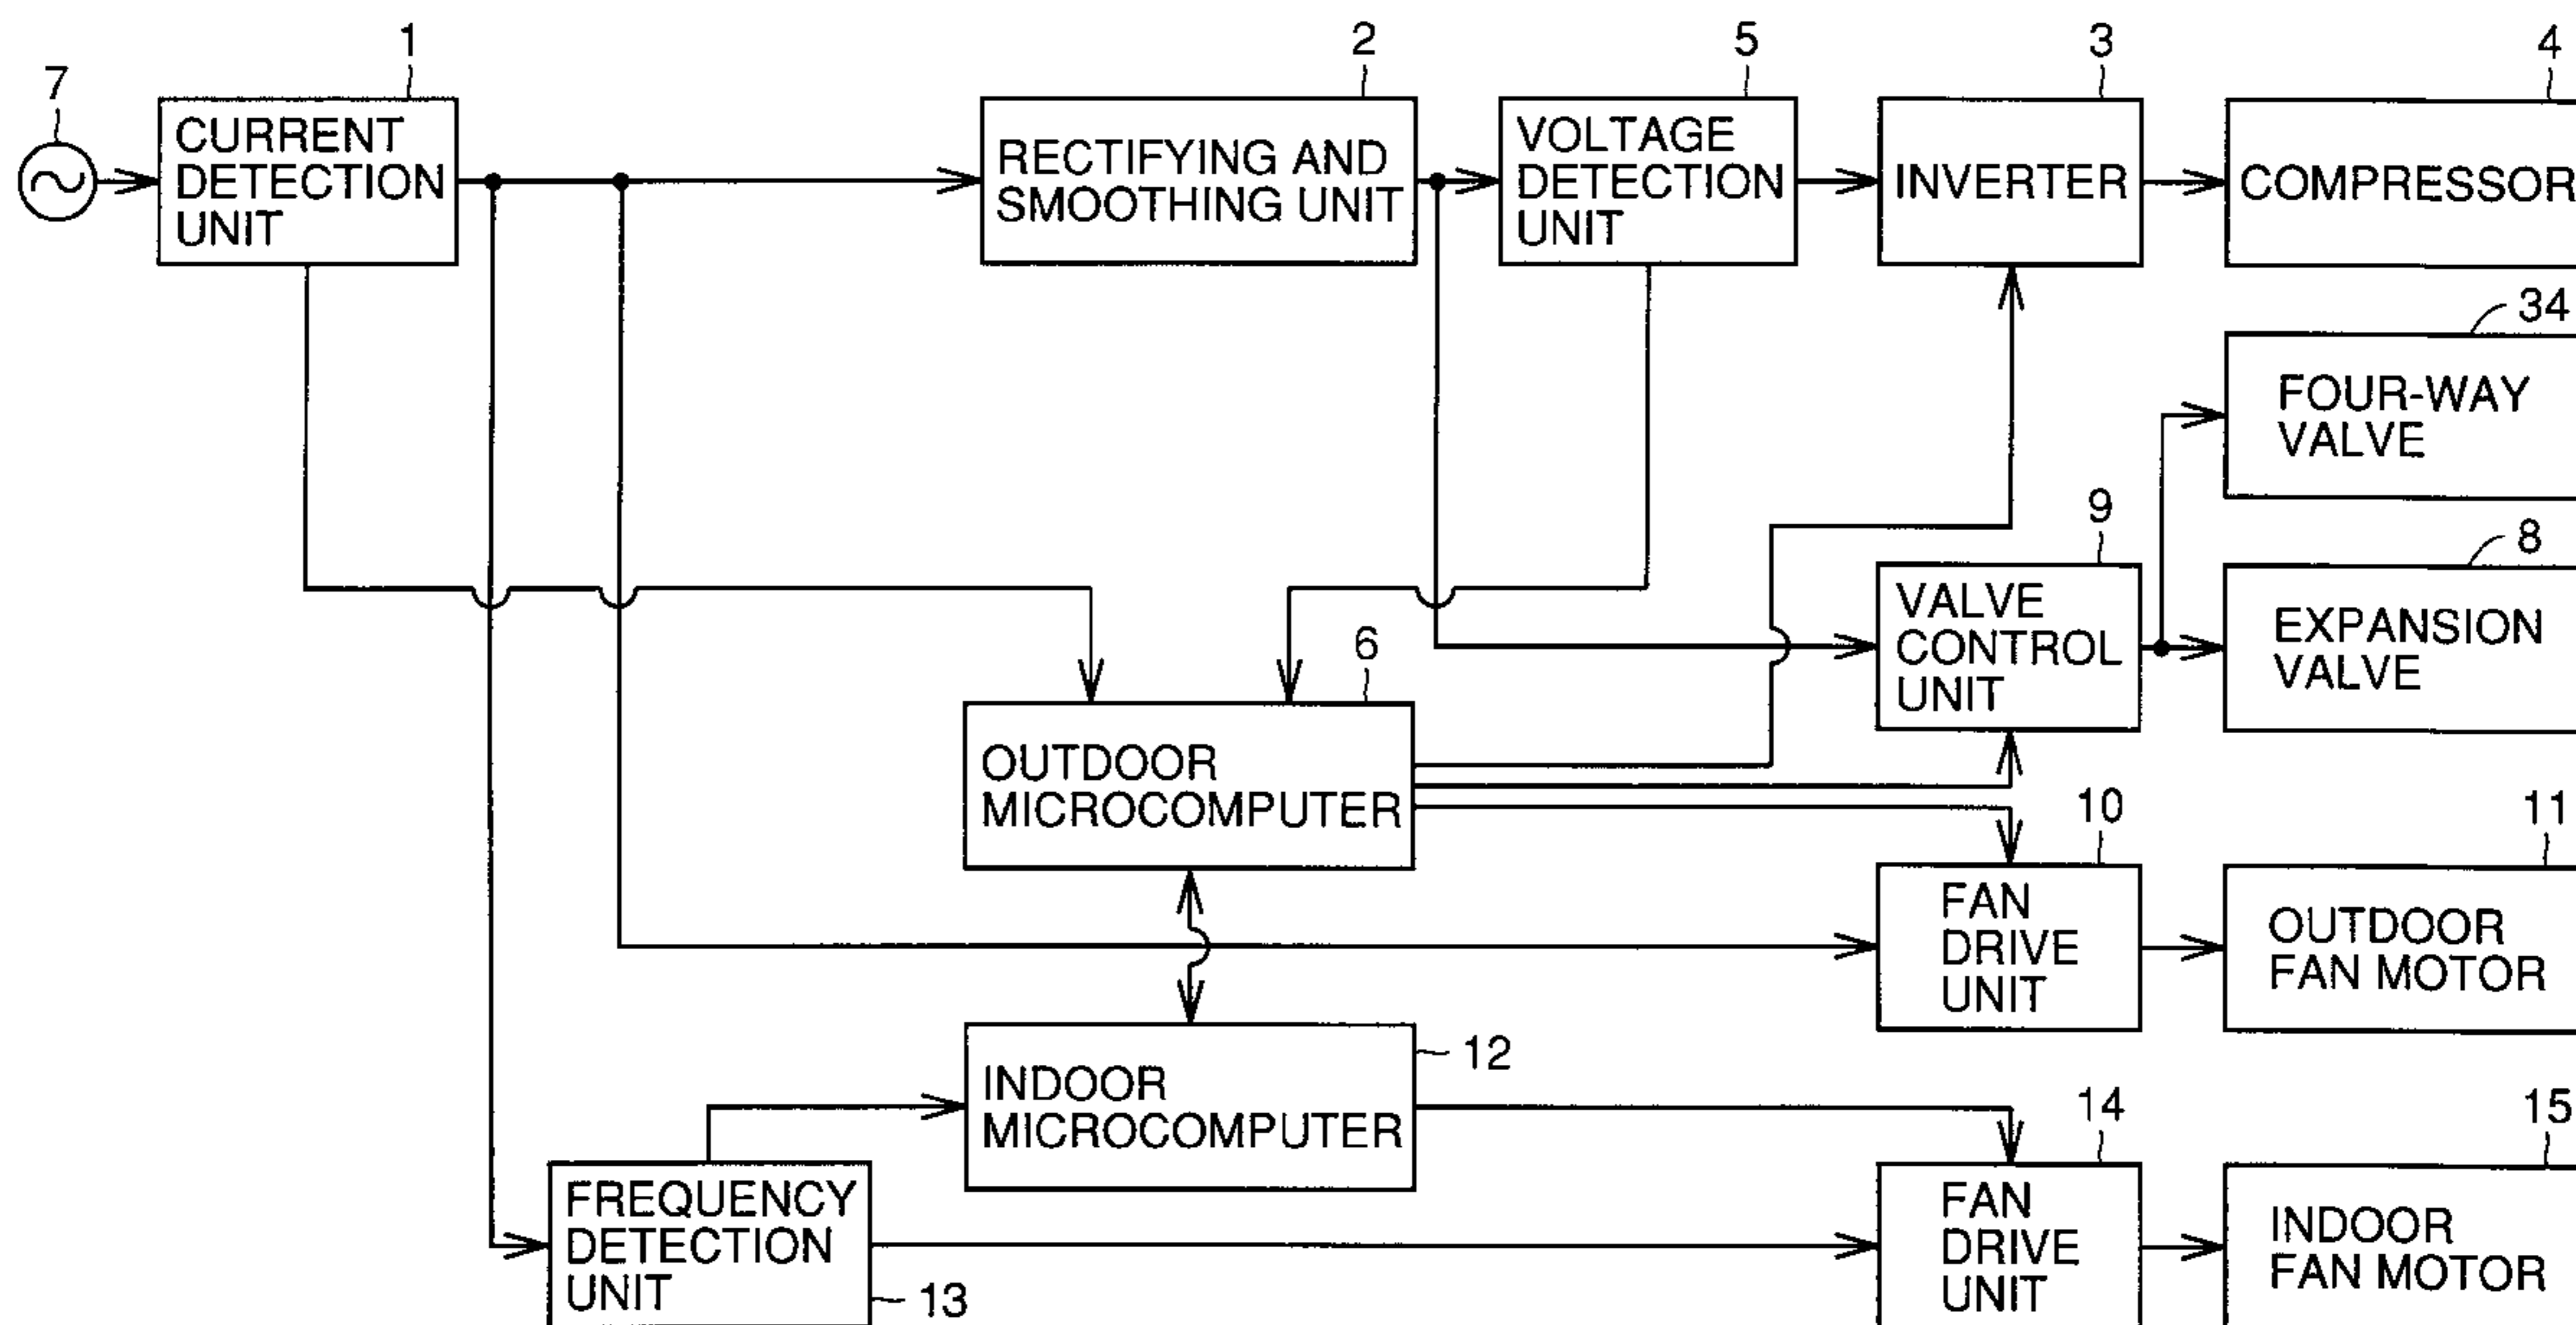 1
2
5
3
4
7
CURRENT
DETECTION
UNIT
RECTIFYING AND
SMOOTHING UNIT
VOLTAGE
DETECTION
UNIT
INVERTER
COMPRESSOR
34
FOUR-WAY
VALVE
9
8
VALVE
CONTROL
UNIT
EXPANSION
VALVE
6
OUTDOOR
MICROCOMPUTER
10
11
FAN
DRIVE
UNIT
OUTDOOR
FAN MOTOR
12
INDOOR
MICROCOMPUTER
14
15
FREQUENCY
DETECTION
UNIT
13
FAN
DRIVE
UNIT
INDOOR
FAN MOTOR